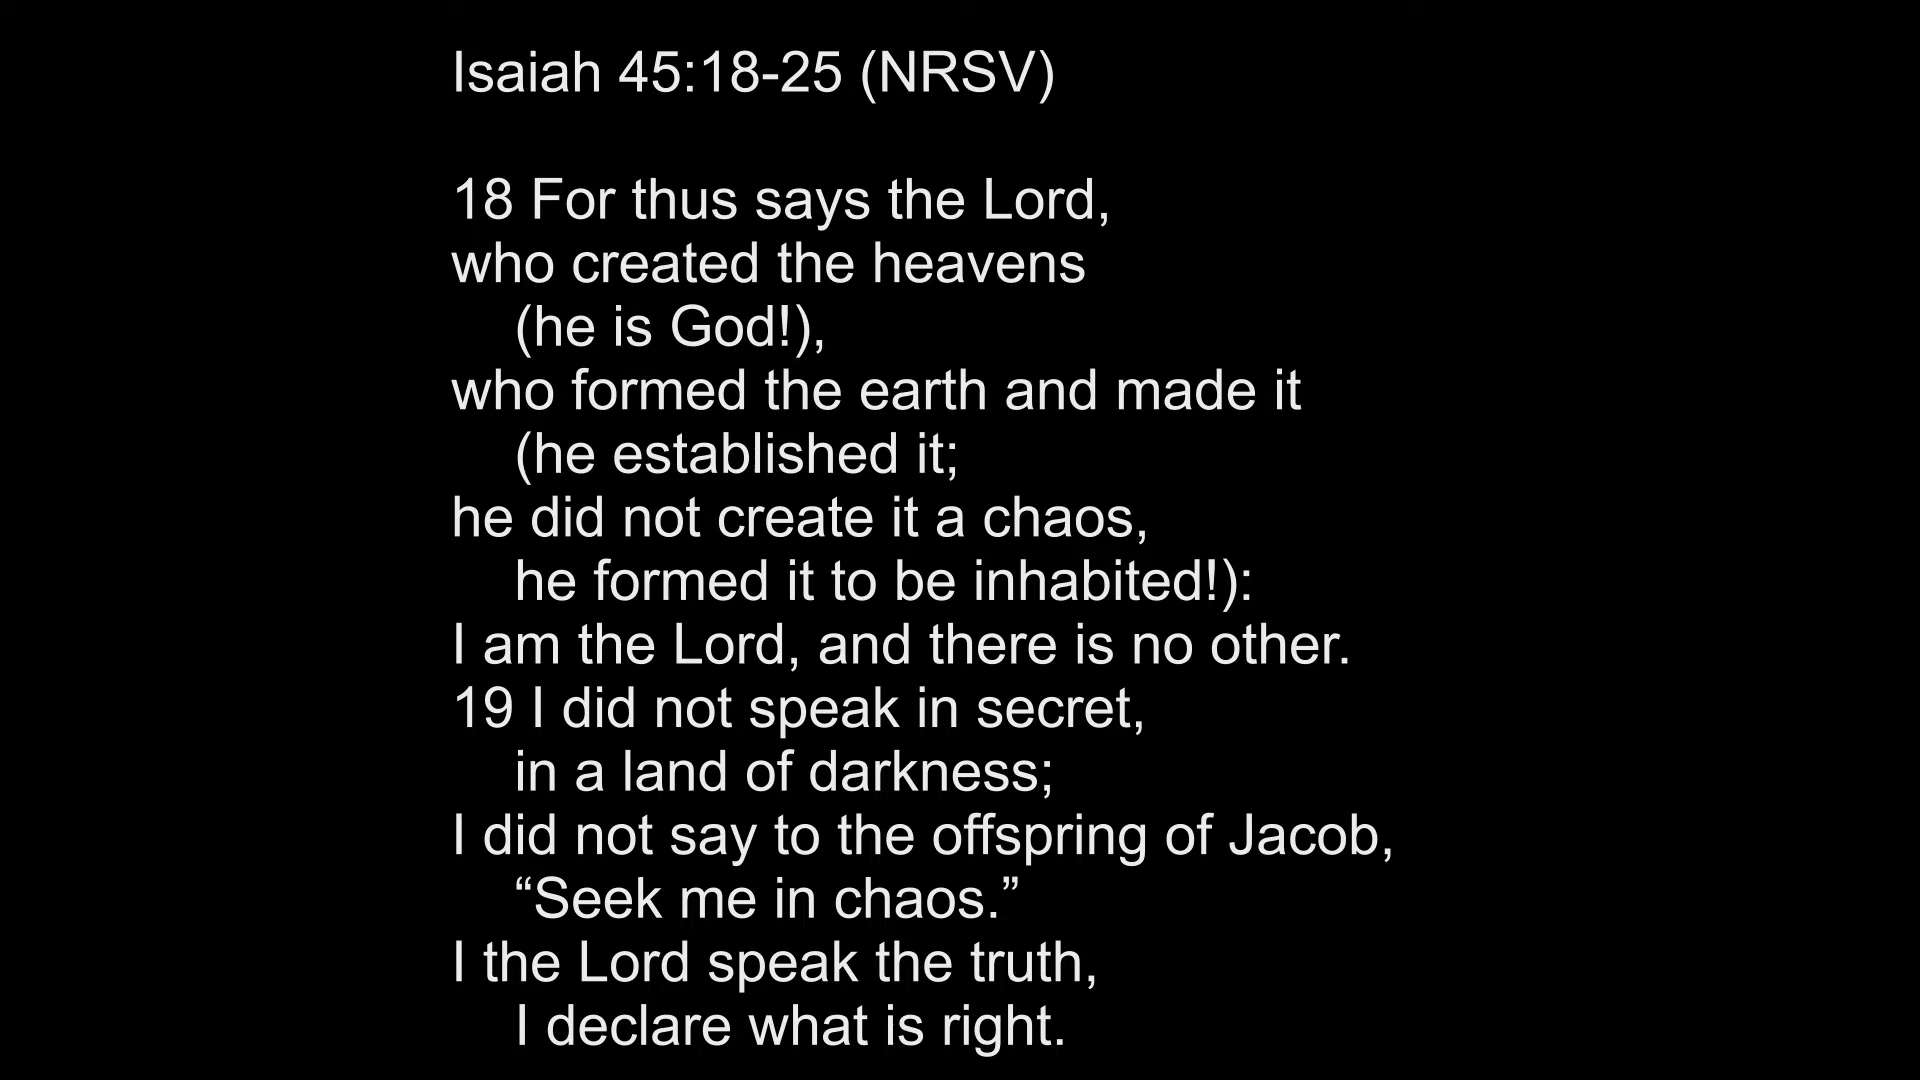 Isaiah 45:18-25 (NRSV)
18 For thus says the Lord,
who created the heavens
(he is God!),
who formed the earth and made it
(he established it;
he did not create it a chaos,
he formed it to be inhabited!):
I am the Lord, and there is no other.
19 I did not speak in secret,
in a land of darkness;
I did not say to the offspring of Jacob,
“Seek me in chaos.”
I the Lord speak the truth,
I declare what is right.